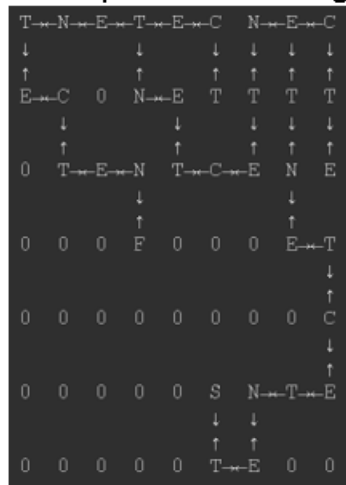 T→←N→←E→←T→←E→←C N→←E→←C
↓ ↓ ↓ ↓ ↓ ↓
↑ ↑ ↑ ↑ ↑ ↑
E→←C 0 N→←E T T T T
↓ ↓ ↓ ↓ ↓
↑ ↑ ↑ ↑ ↑
0 T→←E→←N T→←C→←E N E
↓ ↓
↑ ↑
0 0 0 F 0 0 0 E→←T
↓
↑
0 0 0 0 0 0 0 0 C
↓
↑
0 0 0 0 0 S N→←T→←E
↓ ↓
↑ ↑
0 0 0 0 0 T→←E 0 0